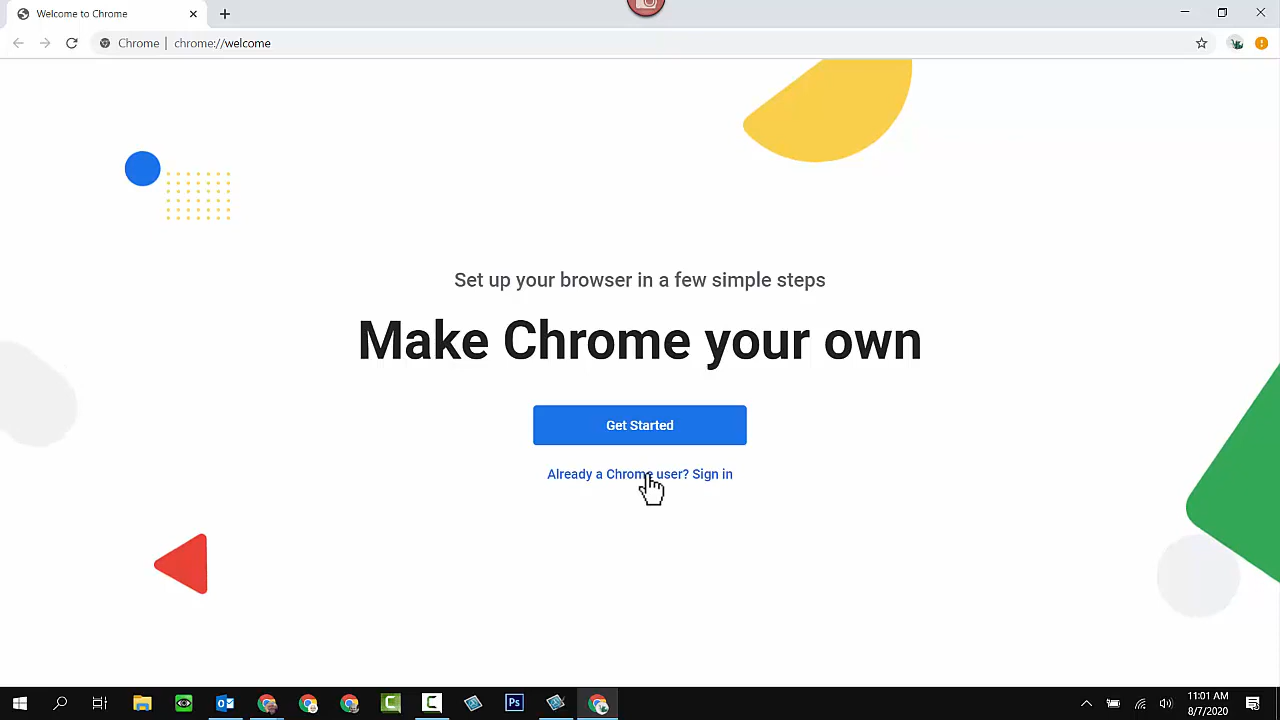 Welcome to Chrome
Chrome | chrome://welcome
Set up your browser in a few simple steps
Make Chrome your own
Get Started
Already a Chrome user? Sign in
11:01 AM
8/7/2020
Ps